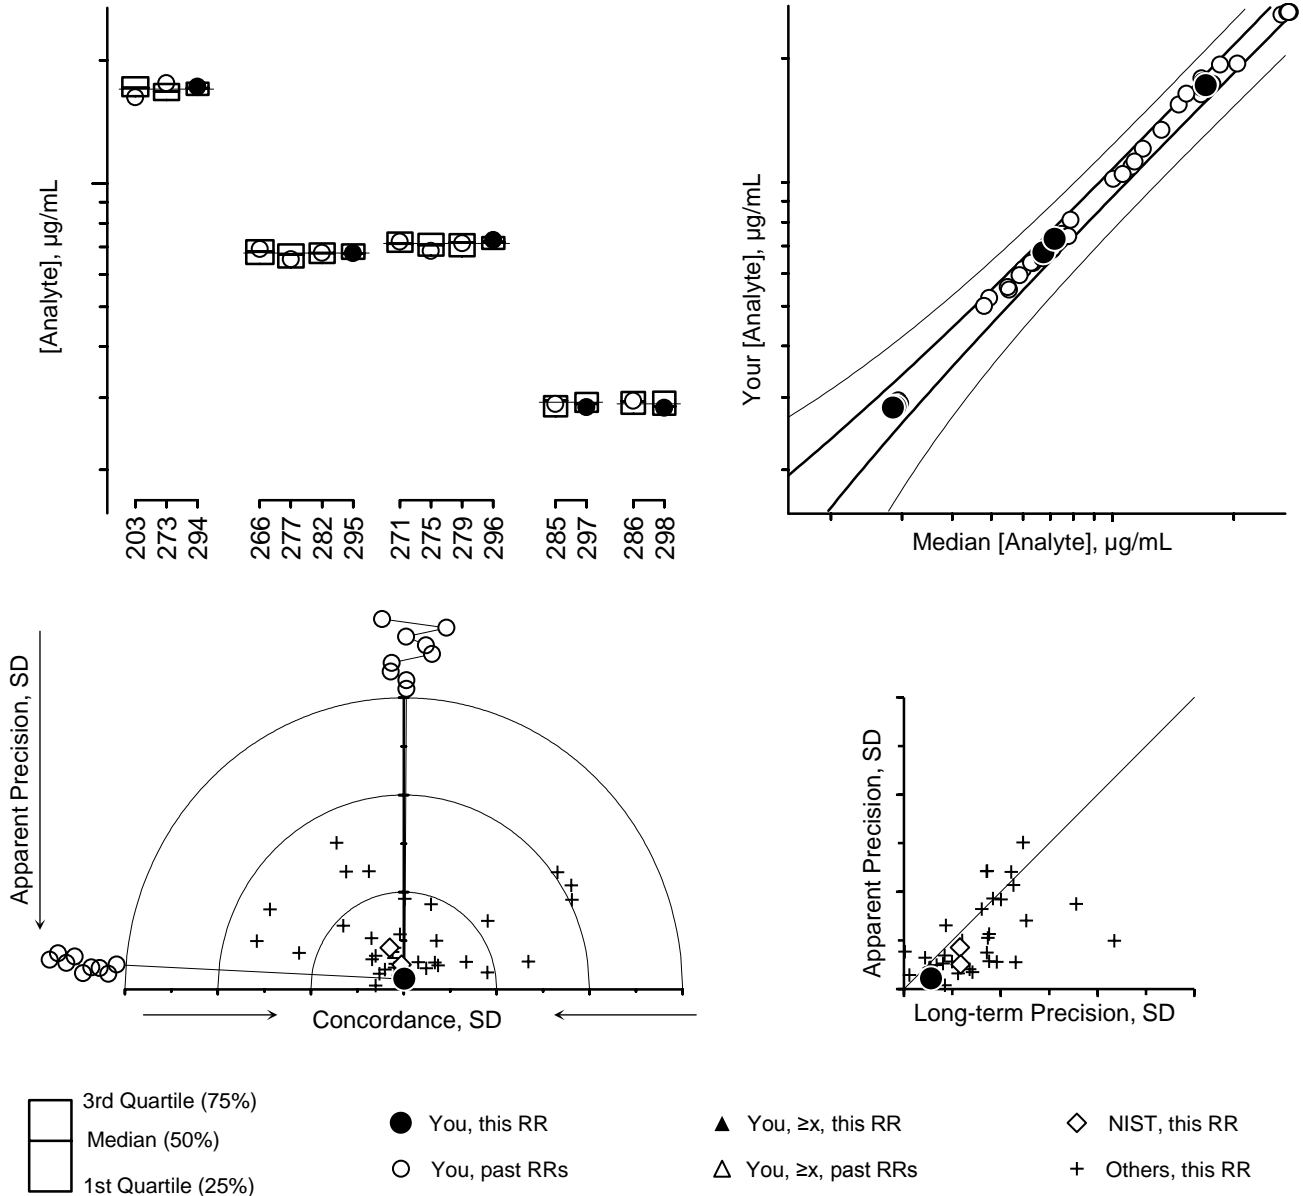 [Analyte], µg/mL
203
273
294
266
277
282
295
271
275
279
296
285
297
286
298
Your [Analyte], µg/mL
Median [Analyte], µg/mL
Apparent Precision, SD
Concordance, SD
Apparent Precision, SD
Long-term Precision, SD
3rd Quartile (75%)
Median (50%)
1st Quartile (25%)
You, this RR
You, past RRs
You, ≥x, this RR
You, ≥x, past RRs
NIST, this RR
Others, this RR